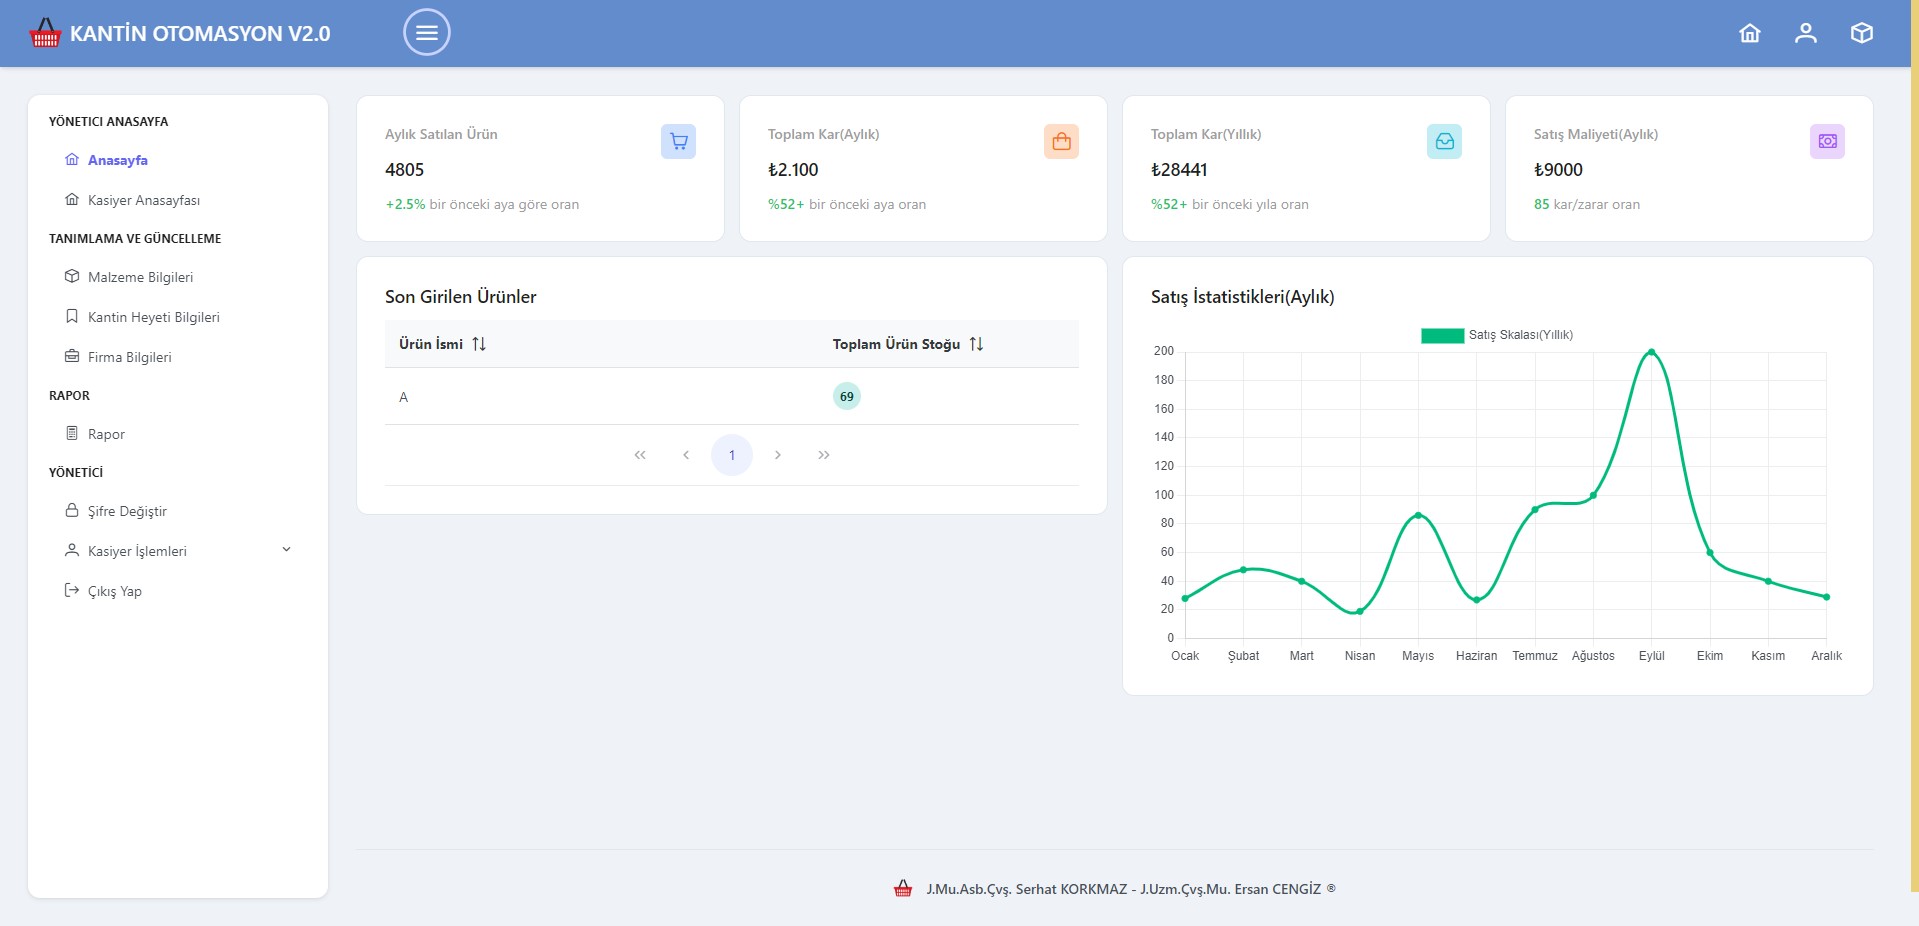 KANTİN OTOMASYON V2.0
YÖNETICI ANASAYFA
Anasayfa
Kasiyer Anasayfası
TANIMLAMA VE GÜNCELLEME
Malzeme Bilgileri
Kantin Heyeti Bilgileri
Firma Bilgileri
RAPOR
Rapor
YÖNETİCİ
Şifre Değiştir
Kasiyer İşlemleri
Çıkış Yap
Aylık Satılan Ürün
4805
+2.5% bir önceki aya göre oran
Toplam Kar(Aylık)
₺2.100
%52+ bir önceki aya oran
Toplam Kar(Yıllık)
₺28441
%52+ bir önceki yıla oran
Satış Maliyeti(Aylık)
₺9000
85 kar/zarar oran
Son Girilen Ürünler
Ürün İsmi Toplam Ürün Stoğu
A 69
1
Satış İstatistikleri(Aylık)
Satış Skalası(Yıllık)
200
180
160
140
120
100
80
60
40
20
0
Ocak Şubat Mart Nisan Mayıs Haziran Temmuz Ağustos Eylül Ekim Kasım Aralık
J.Mu.Asb.Çvş. Serhat KORKMAZ - J.Uzm.Çvş.Mu. Ersan CENGİZ ®